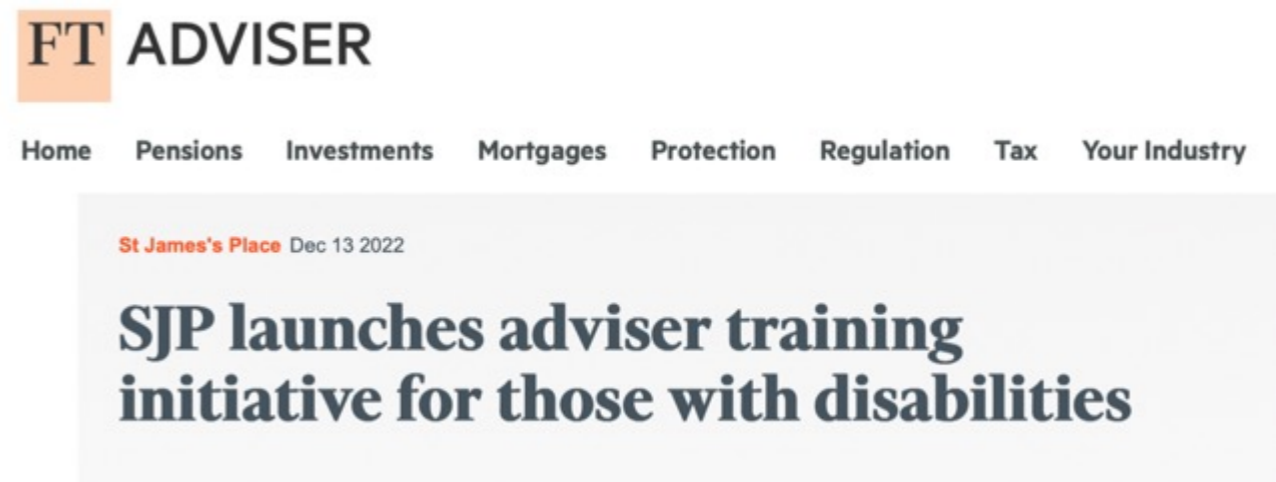 FT ADVISER
Home Pensions Investments Mortgages Protection Regulation Tax Your Industry
St James's Place Dec 13 2022
SJP launches adviser training
initiative for those with disabilities